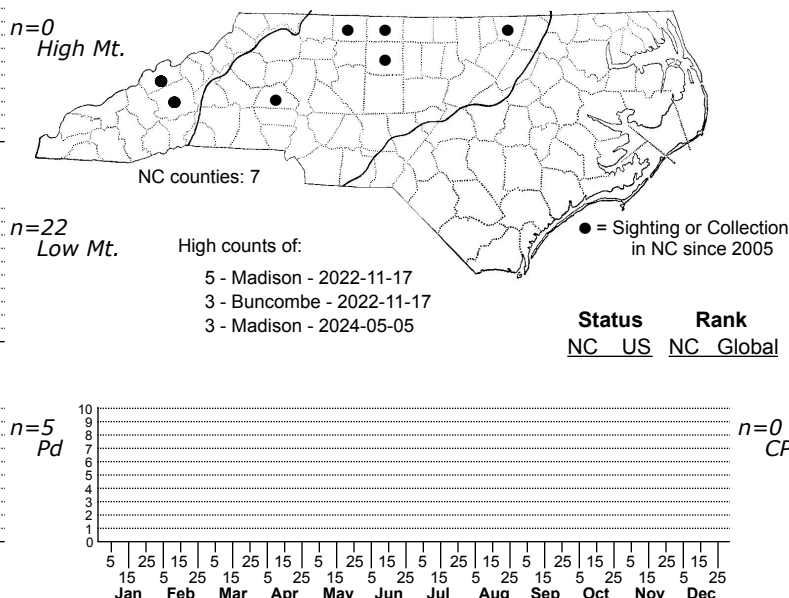 n=0
High Mt.
NC counties: 7
n=22
Low Mt.
High counts of:
5 - Madison - 2022-11-17
3 - Buncombe - 2022-11-17
3 - Madison - 2024-05-05
● = Sighting or Collection
in NC since 2005
Status Rank
NC US NC Global
n=5
Pd
n=0
CP
10
9
8
7
6
5
4
3
2
1
0
5 25 15 5 25 15 5 25 15 5 25 15 5 25 15 5 25 15
15 5 25 15 5 25 15 5 25 15 5 25 15 5 25 15 5 25
Jan Feb Mar Apr May Jun Jul Aug Sep Oct Nov Dec